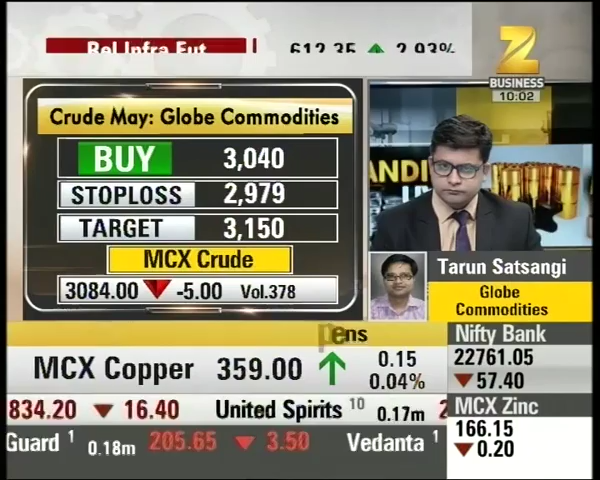 Rel Infra Fut 612.35 2.93%
Z
BUSINESS
10:02
Crude May: Globe Commodities
BUY 3,040
STOPLOSS 2,979
TARGET 3,150
MCX Crude
3084.00 -5.00 Vol.378
ANDI
Tarun Satsangi
Globe
Commodities
pens
Nifty Bank
22761.05
57.40
MCX Copper 359.00 0.15
0.04%
MCX Zinc
166.15
0.20
834.20 16.40 United Spirits 10 0.17m 2
Guard 1 0.18m 205.65 3.50 Vedanta 1